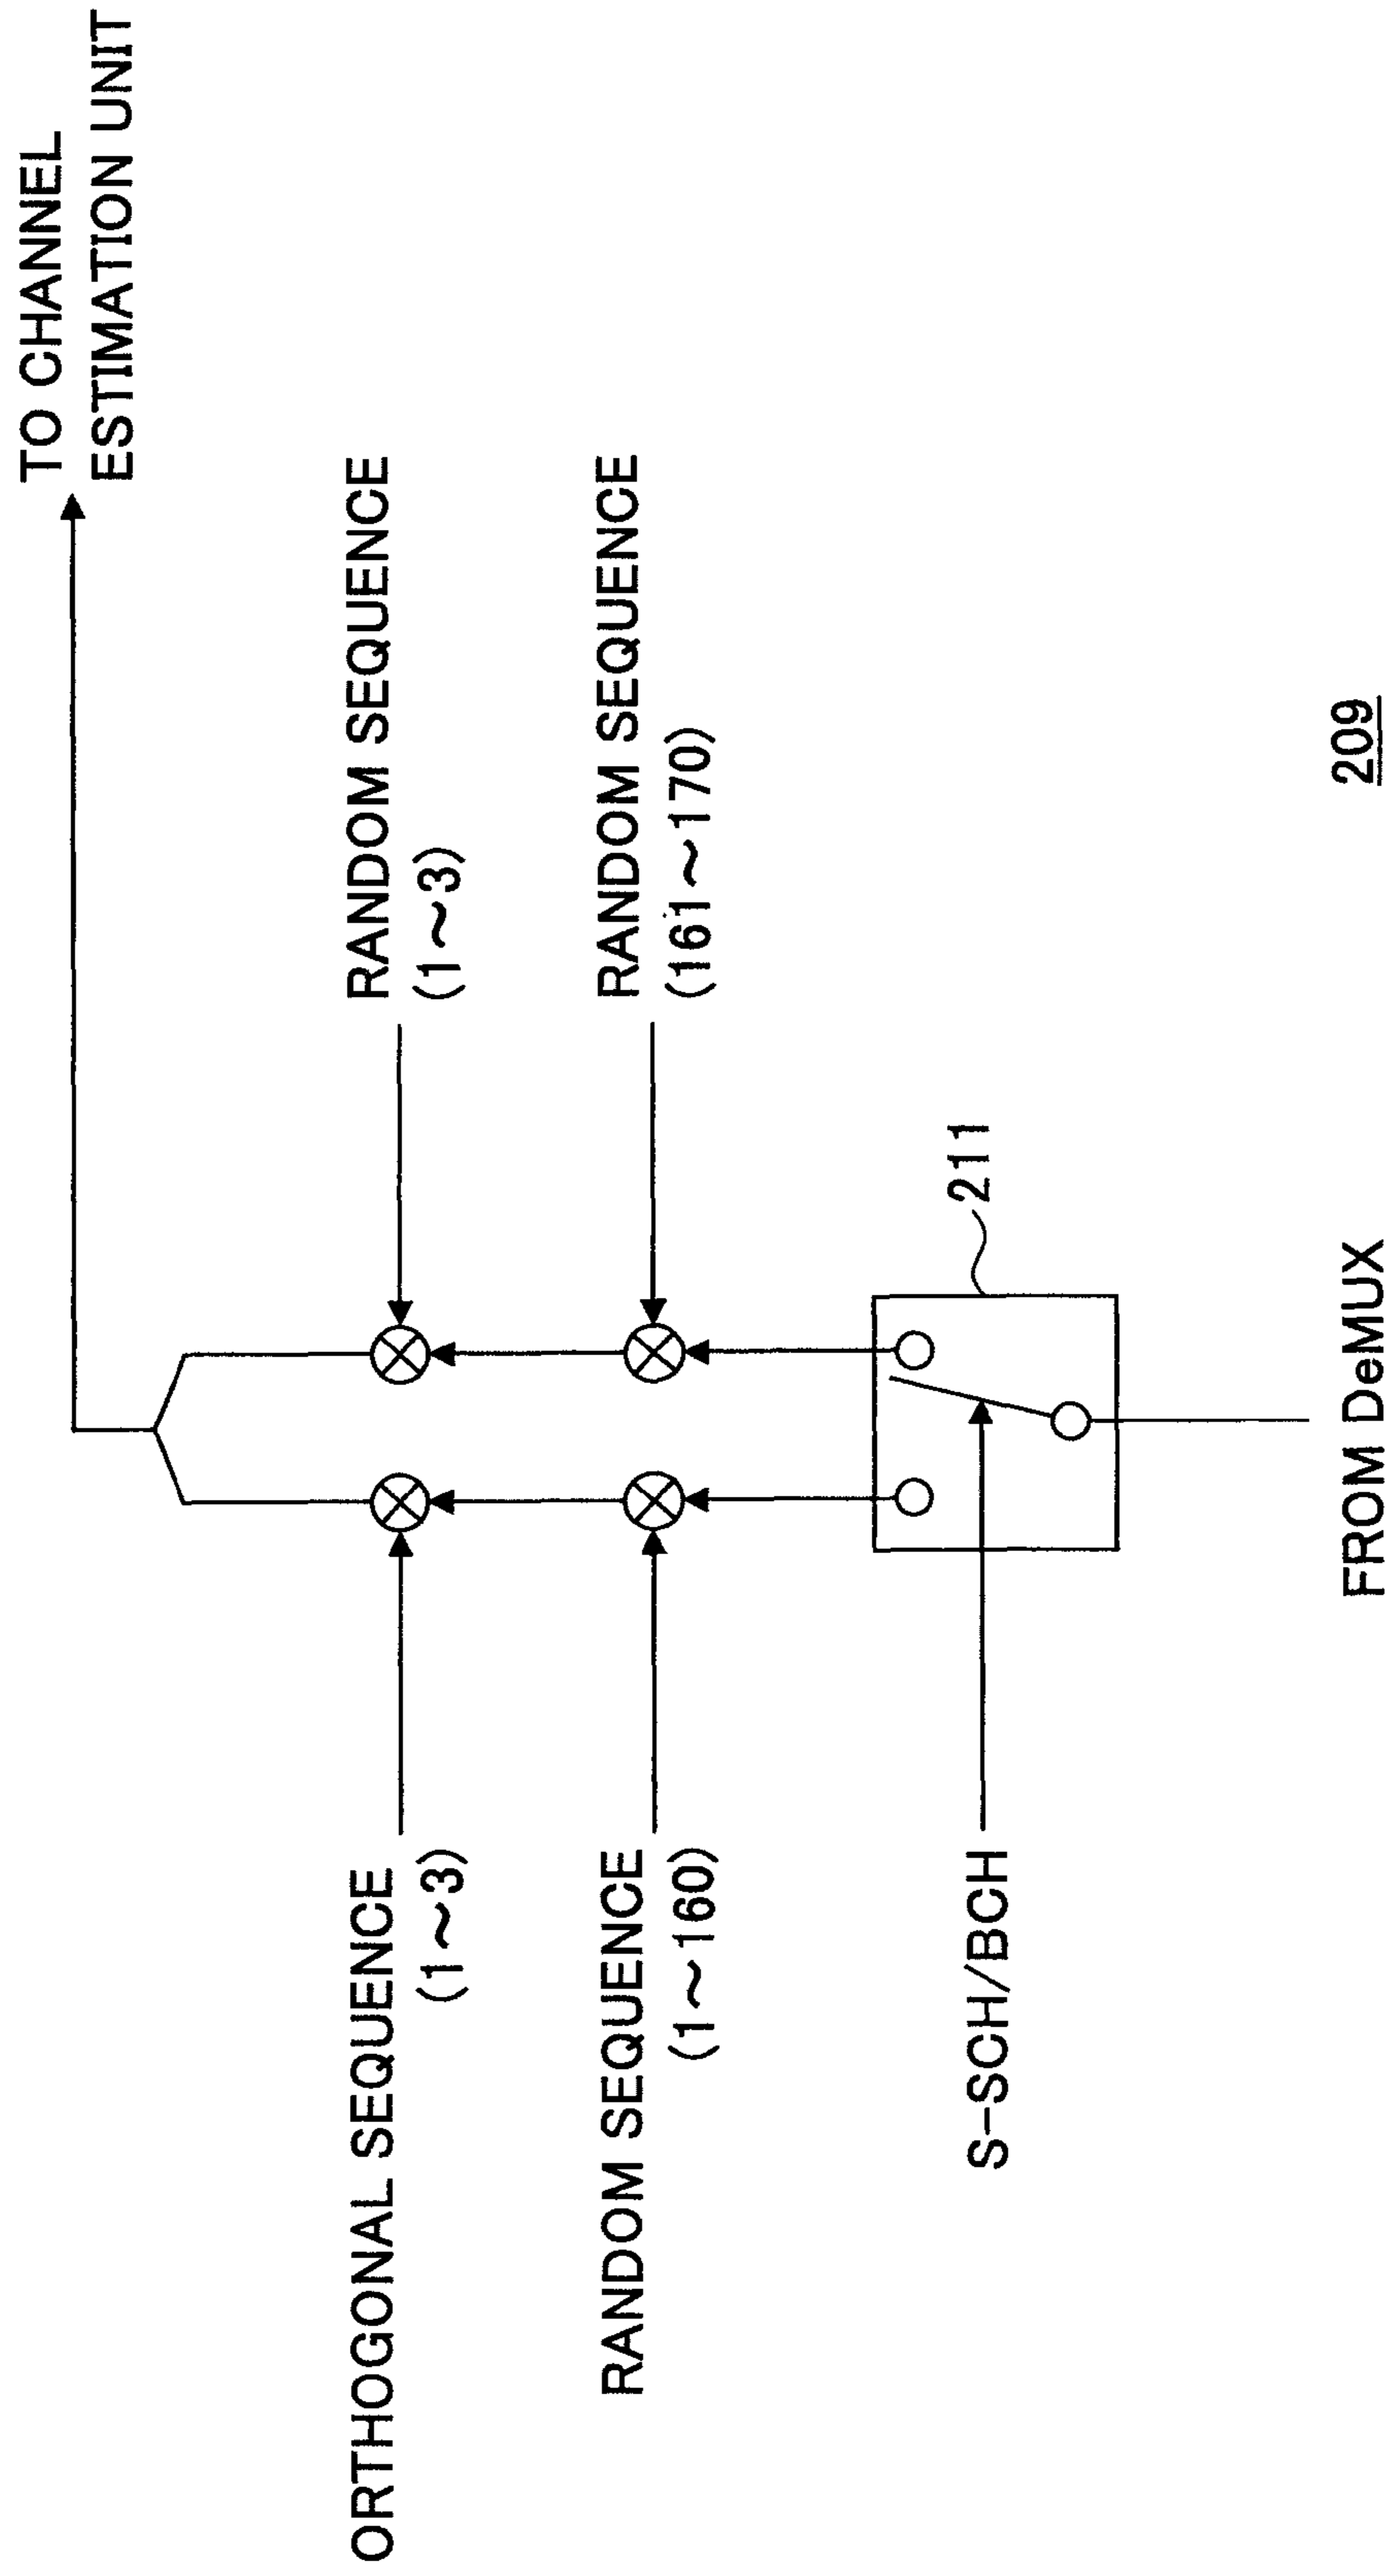 TO CHANNEL
ESTIMATION UNIT
ORTHOGONAL SEQUENCE
(1～3)
RANDOM SEQUENCE
(1～3)
RANDOM SEQUENCE
(1～160)
RANDOM SEQUENCE
(161～170)
S-SCH/BCH
211
FROM DeMUX
209